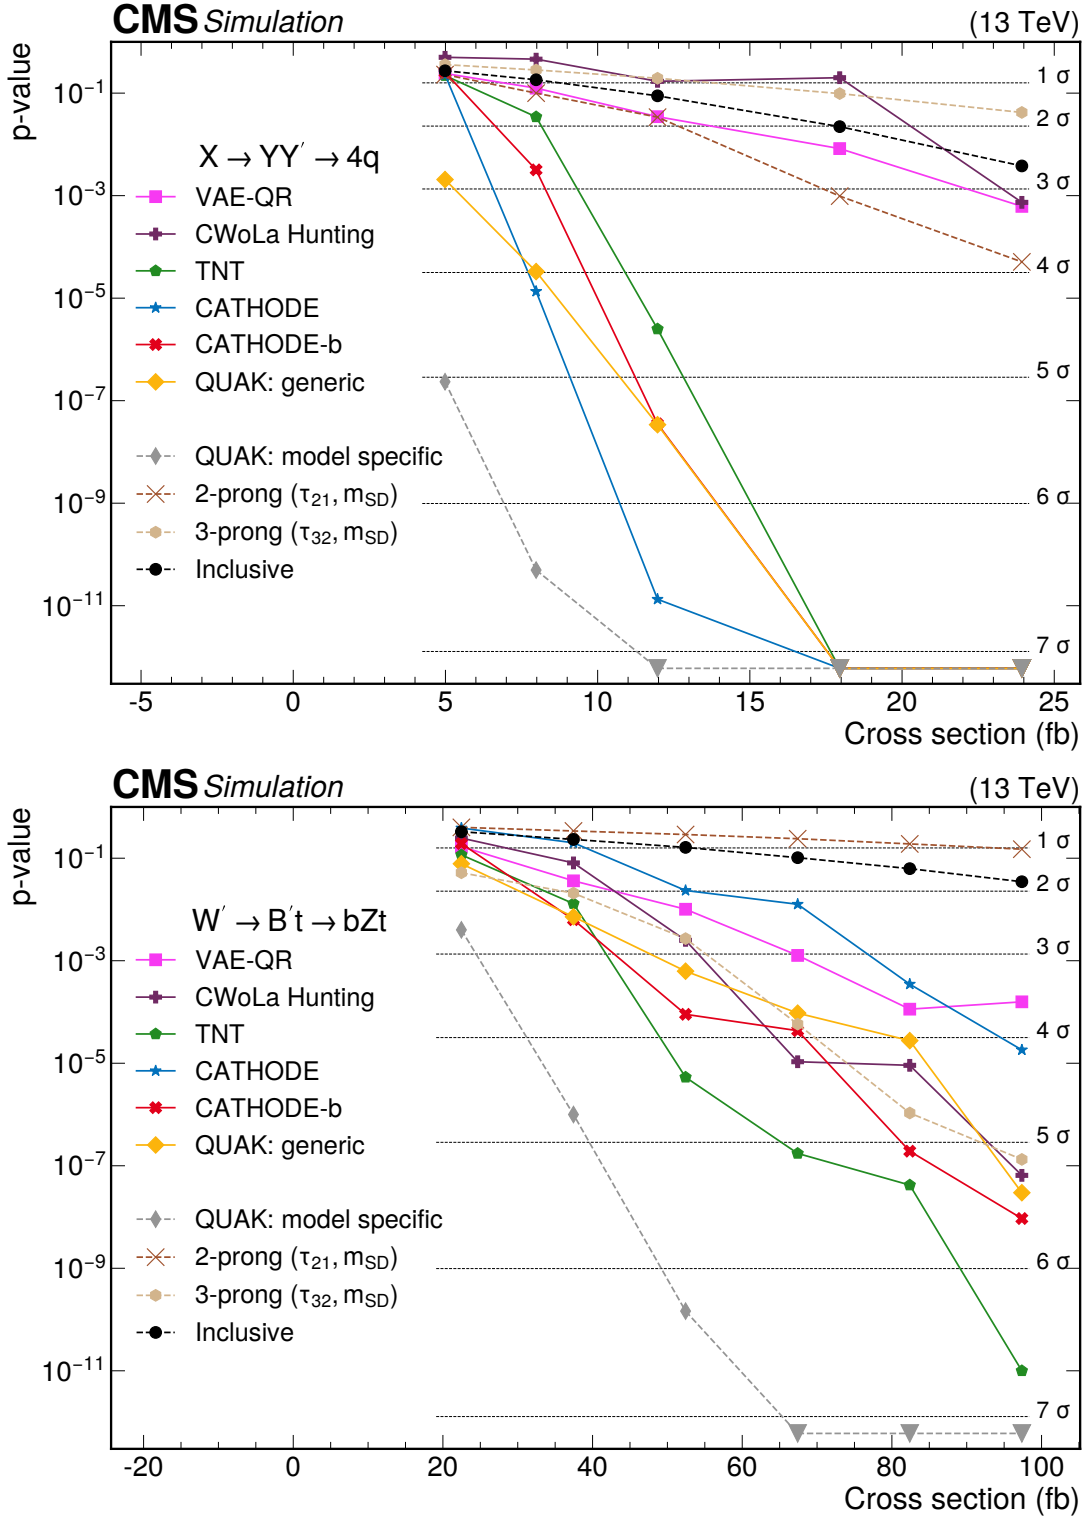 CMS Simulation (13 TeV)
p-value
X → YY′ → 4q
VAE-QR
CWoLa Hunting
TNT
CATHODE
CATHODE-b
QUAK: generic
QUAK: model specific
2-prong (τ₂₁, m_SD)
3-prong (τ₃₂, m_SD)
Inclusive
10⁻¹
10⁻³
10⁻⁵
10⁻⁷
10⁻⁹
10⁻¹¹
1 σ
2 σ
3 σ
4 σ
5 σ
6 σ
7 σ
-5 0 5 10 15 20 25
Cross section (fb)
CMS Simulation (13 TeV)
p-value
W′ → B′t → bZt
VAE-QR
CWoLa Hunting
TNT
CATHODE
CATHODE-b
QUAK: generic
QUAK: model specific
2-prong (τ₂₁, m_SD)
3-prong (τ₃₂, m_SD)
Inclusive
10⁻¹
10⁻³
10⁻⁵
10⁻⁷
10⁻⁹
10⁻¹¹
1 σ
2 σ
3 σ
4 σ
5 σ
6 σ
7 σ
-20 0 20 40 60 80 100
Cross section (fb)